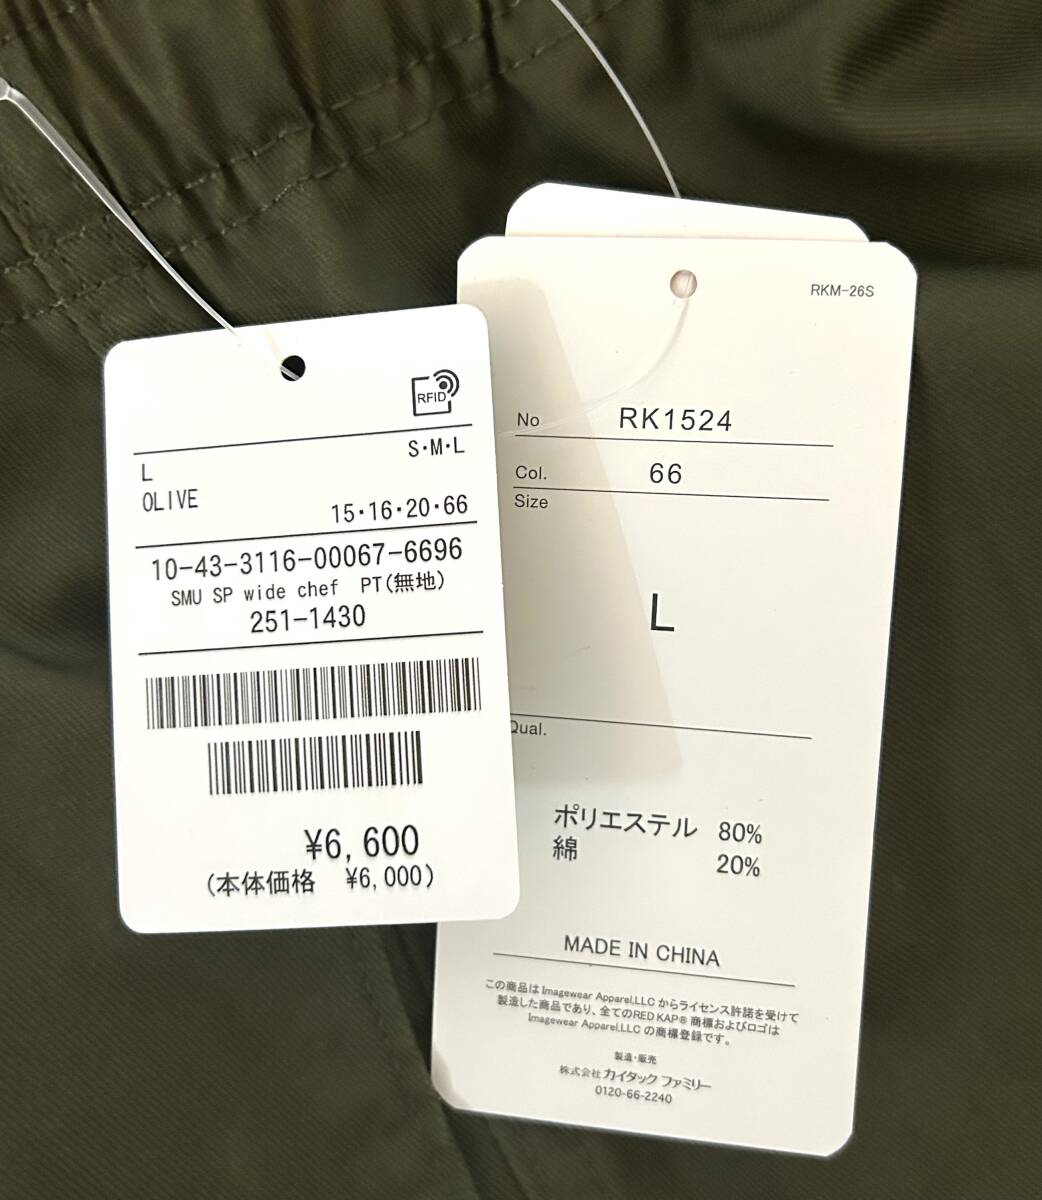 RFID
S・M・L
L
OLIVE
15・16・20・66
10-43-3116-00067-6696
SMU SP wide chef PT(無地)
251-1430
¥6,600
(本体価格 ¥6,000)
RKM-26S
No RK1524
Col. 66
Size
L
Qual.
ポリエステル 80%
綿 20%
MADE IN CHINA
この商品は Imagewear Apparel,LLC からライセンス許諾を受けて
製造した商品であり、全てのRED KAP® 商標およびロゴは
Imagewear Apparel,LLC の商標登録です。
製造・販売
株式会社 カイタック ファミリー
0120-66-2240